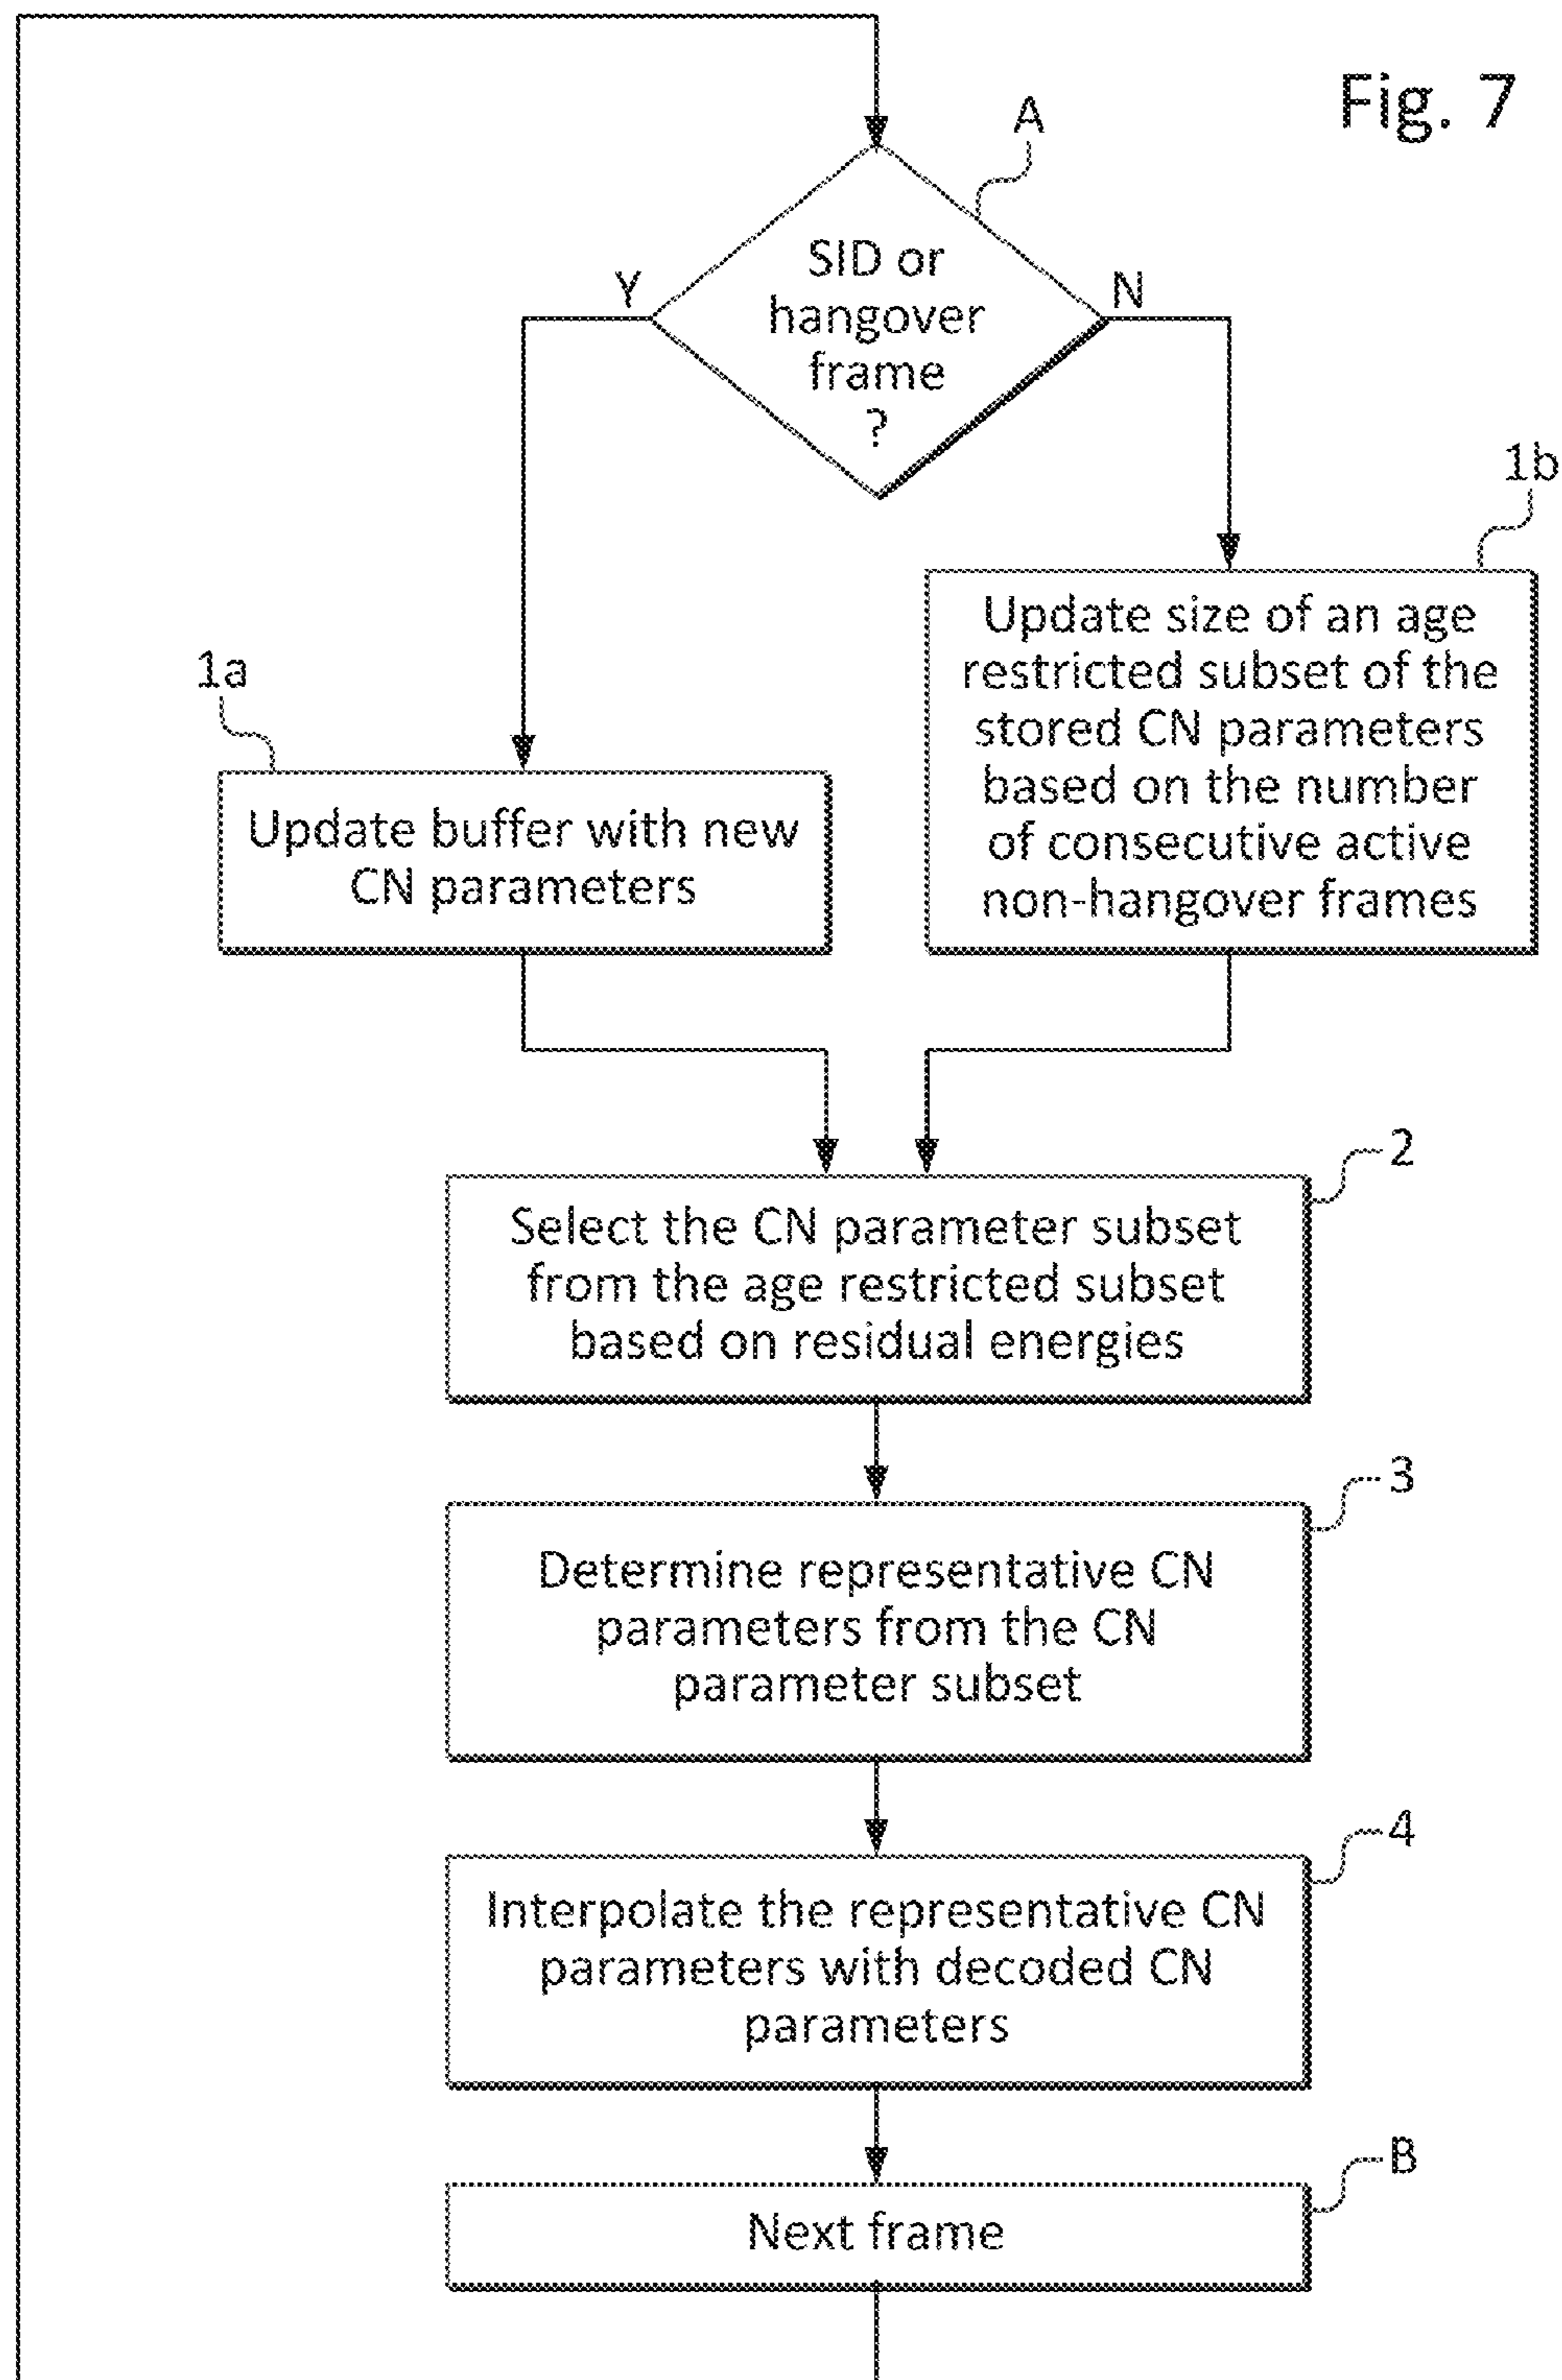 Fig. 7
A
SID or
hangover
frame
?
Y
N
1b
Update size of an age
restricted subset of the
stored CN parameters
based on the number
of consecutive active
non-hangover frames
1a
Update buffer with new
CN parameters
2
Select the CN parameter subset
from the age restricted subset
based on residual energies
3
Determine representative CN
parameters from the CN
parameter subset
4
Interpolate the representative CN
parameters with decoded CN
parameters
B
Next frame